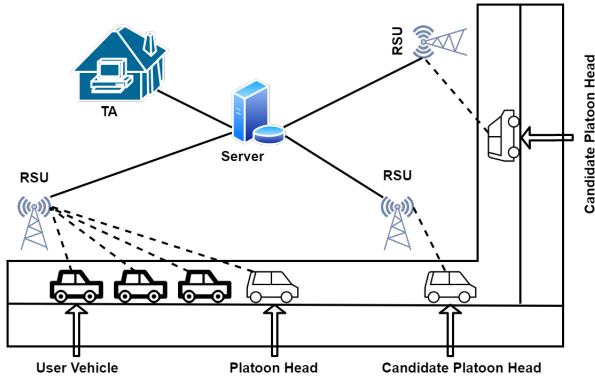 RSU
TA
Server
RSU
RSU
Candidate Platoon Head
User Vehicle
Platoon Head
Candidate Platoon Head